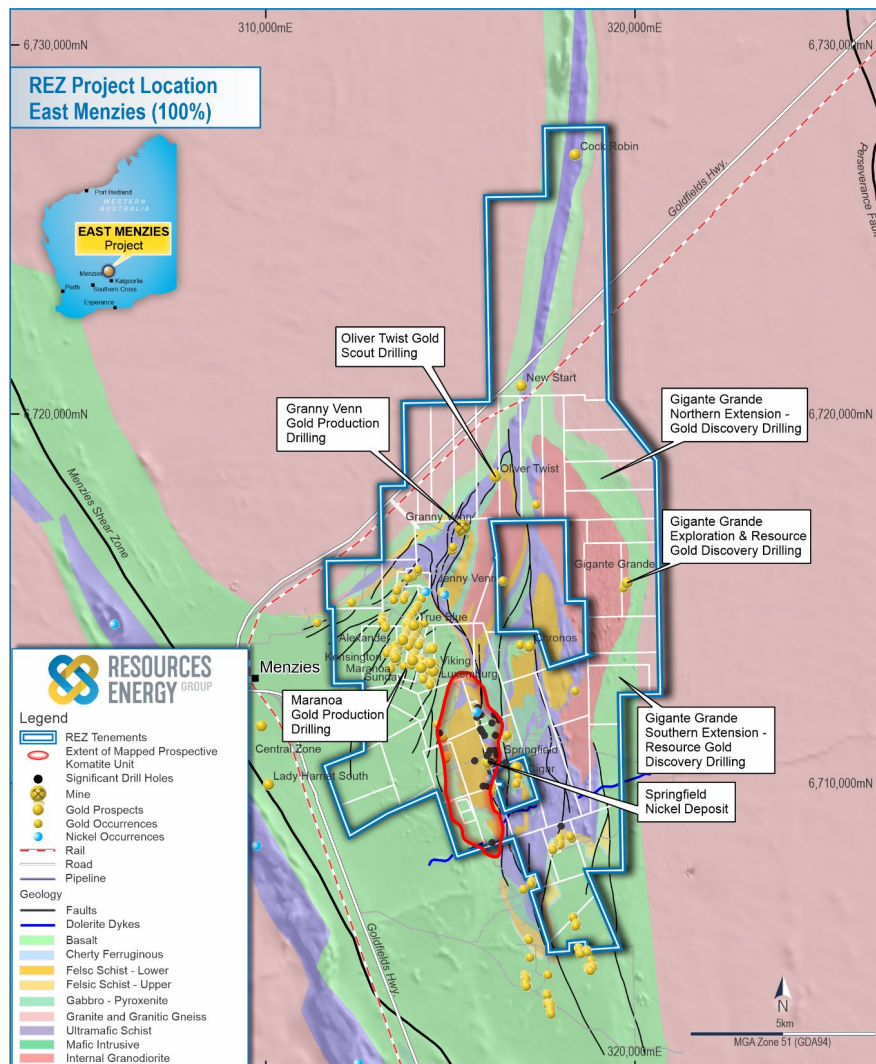 310,000mE
320,000mE
6,730,000mN
6,730,000mN
REZ Project Location
East Menzies (100%)
Port Hedland
WESTERN
AUSTRALIA
EAST MENZIES
Project
Menzies
Kalgoorlie
Perth
Southern Cross
Esperance
Cock Robin
Goldfields Hwy.
Perseverance Fault
Oliver Twist Gold
Scout Drilling
New Start
Granny Venn
Gold Production
Drilling
Gigante Grande
Northern Extension -
Gold Discovery Drilling
6,720,000mN
6,720,000mN
Menzies Shear Zone
Oliver Twist
Granny Venn
Gigante Grande
Exploration & Resource
Gold Discovery Drilling
Gigante Grande
Jenny Venn
True Blue
Alexander
Chronos
Kensington
Maranoa
Sunday
Viking
Luxemburg
Menzies
Maranoa
Gold Production
Drilling
Gigante Grande
Southern Extension -
Resource Gold
Discovery Drilling
Central Zone
Springfield
Cigar
Lady Harriet South
6,710,000mN
Springfield
Nickel Deposit
Goldfields Hwy.
RESOURCES
ENERGY GROUP
Legend
REZ Tenements
Extent of Mapped Prospective
Komatite Unit
Significant Drill Holes
Mine
Gold Prospects
Gold Occurrences
Nickel Occurrences
Rail
Road
Pipeline
Geology
Faults
Dolerite Dykes
Basalt
Cherty Ferruginous
Felsc Schist - Lower
Felsic Schist - Upper
Gabbro - Pyroxenite
Granite and Granitic Gneiss
Ultramafic Schist
Mafic Intrusive
Internal Granodiorite
N
5km
MGA Zone 51 (GDA94)
320,000mE